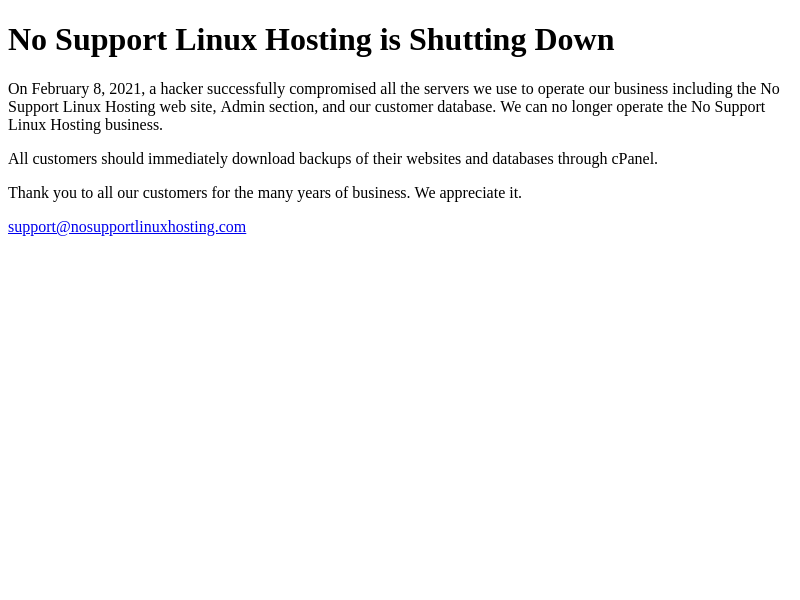 No Support Linux Hosting is Shutting Down
On February 8, 2021, a hacker successfully compromised all the servers we use to operate our business including the No
Support Linux Hosting web site, Admin section, and our customer database. We can no longer operate the No Support
Linux Hosting business.
All customers should immediately download backups of their websites and databases through cPanel.
Thank you to all our customers for the many years of business. We appreciate it.
support@nosupportlinuxhosting.com